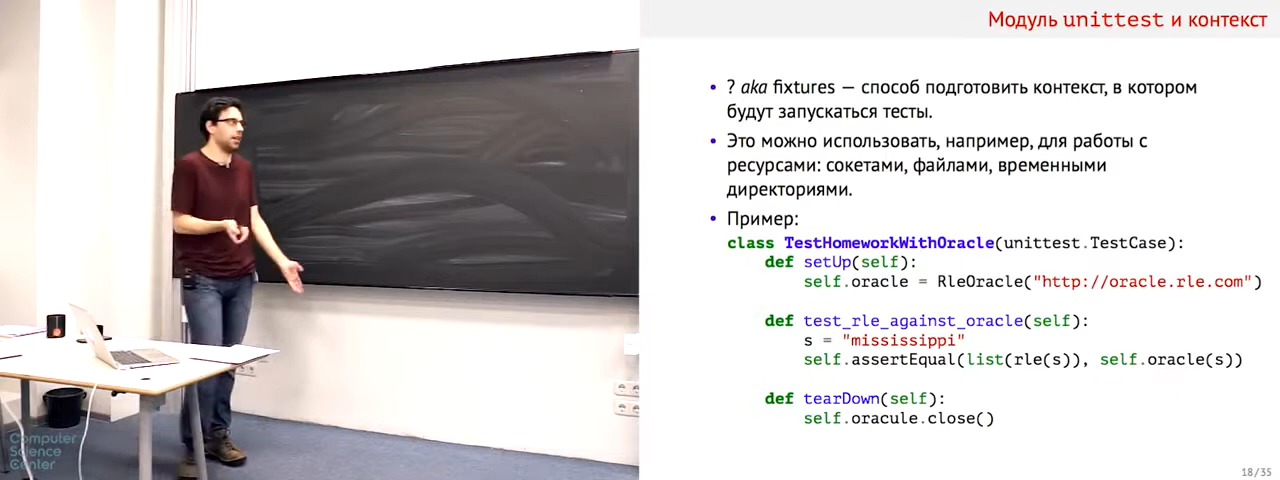 Модуль unittest и контекст
• ? aka fixtures — способ подготовить контекст, в котором
будут запускаться тесты.
• Это можно использовать, например, для работы с
ресурсами: сокетами, файлами, временными
директориями.
• Пример:
class TestHomeworkWithOracle(unittest.TestCase):
    def setUp(self):
        self.oracle = RleOracle("http://oracle.rle.com")

    def test_rle_against_oracle(self):
        s = "mississippi"
        self.assertEqual(list(rle(s)), self.oracle(s))

    def tearDown(self):
        self.oracule.close()
18/35
Computer
Science
Center